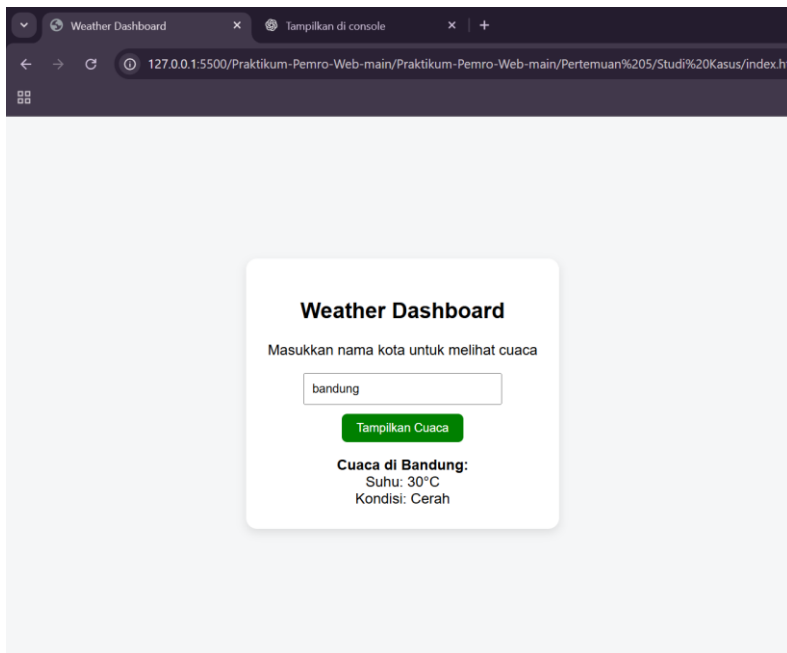 Weather Dashboard
Tampilkan di console
127.0.0.1:5500/Praktikum-Pemro-Web-main/Praktikum-Pemro-Web-main/Pertemuan%205/Studi%20Kasus/index.h
Weather Dashboard
Masukkan nama kota untuk melihat cuaca
bandung
Tampilkan Cuaca
Cuaca di Bandung:
Suhu: 30°C
Kondisi: Cerah